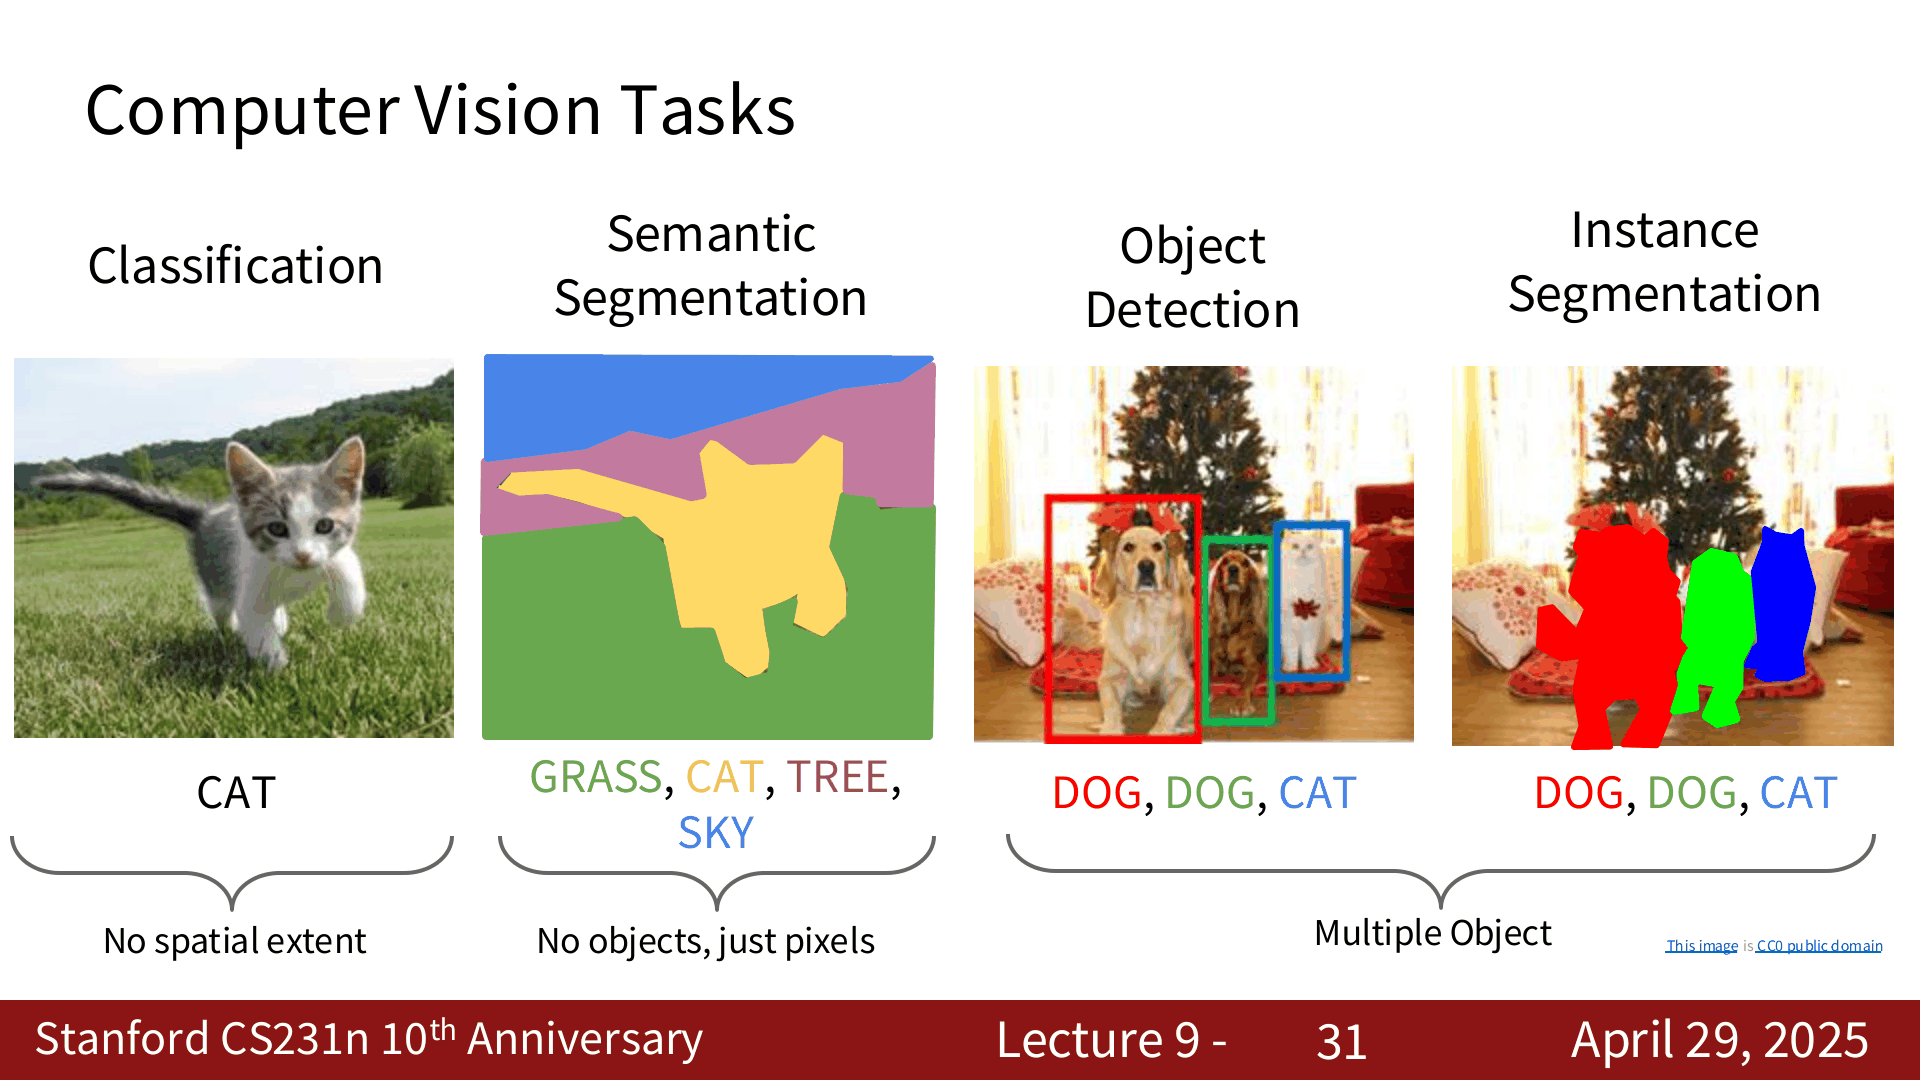 Computer Vision Tasks
Classification
Semantic
Segmentation
Object
Detection
Instance
Segmentation
CAT
GRASS, CAT, TREE,
SKY
DOG, DOG, CAT
DOG, DOG, CAT
No spatial extent
No objects, just pixels
Multiple Object
This image is CC0 public domain
Stanford CS231n 10th Anniversary
Lecture 9 - 31
April 29, 2025